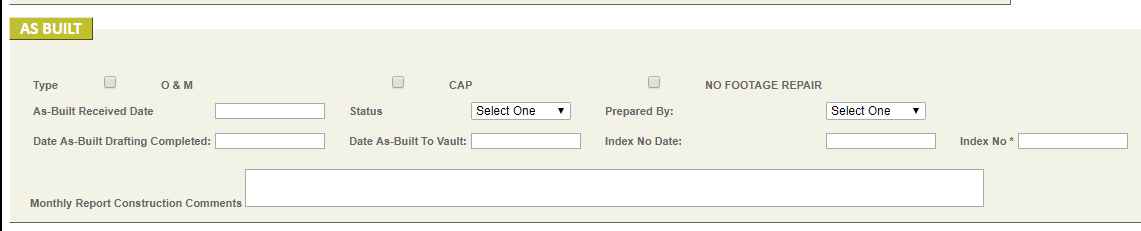 AS BUILT
Type O & M CAP NO FOOTAGE REPAIR
As-Built Received Date Status Select One Prepared By: Select One
Date As-Built Drafting Completed: Date As-Built To Vault: Index No Date: Index No *
Monthly Report Construction Comments